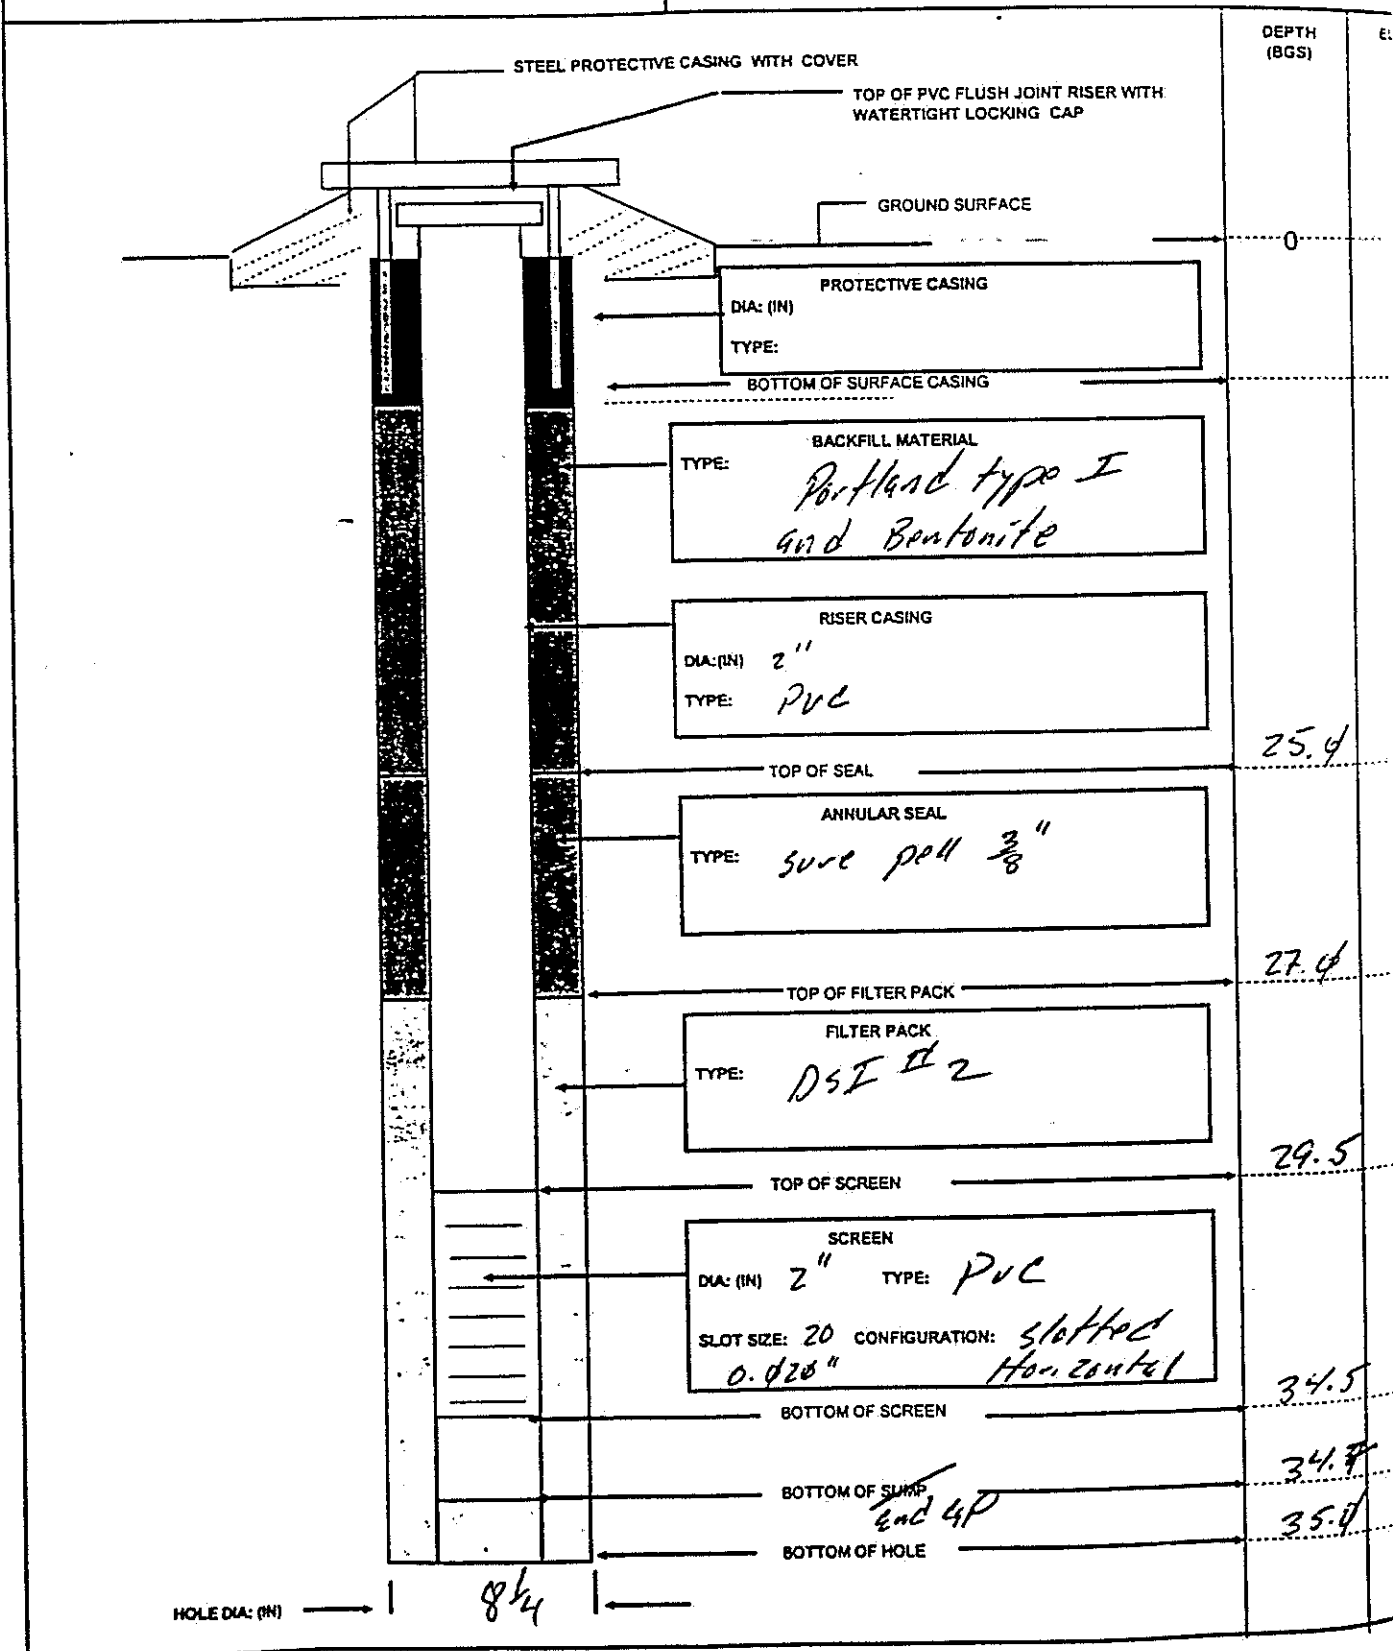 DEPTH
(BGS)
STEEL PROTECTIVE CASING WITH COVER
TOP OF PVC FLUSH JOINT RISER WITH
WATERTIGHT LOCKING CAP
GROUND SURFACE
0
PROTECTIVE CASING
DIA: (IN)
TYPE:
BOTTOM OF SURFACE CASING
BACKFILL MATERIAL
TYPE: Portland type I
and Bentonite
RISER CASING
DIA:(IN) 2"
TYPE: PVC
TOP OF SEAL 25.0
ANNULAR SEAL
TYPE: sure pell 3/8"
TOP OF FILTER PACK 27.0
FILTER PACK
TYPE: DSI # 2
TOP OF SCREEN 29.5
SCREEN
DIA: (IN) 2" TYPE: PVC
SLOT SIZE: 20 CONFIGURATION: slotted
0.020" Horizontal
BOTTOM OF SCREEN 34.5
BOTTOM OF SUMP
End cap
BOTTOM OF HOLE 35.0
HOLE DIA: (IN) 8 1/4